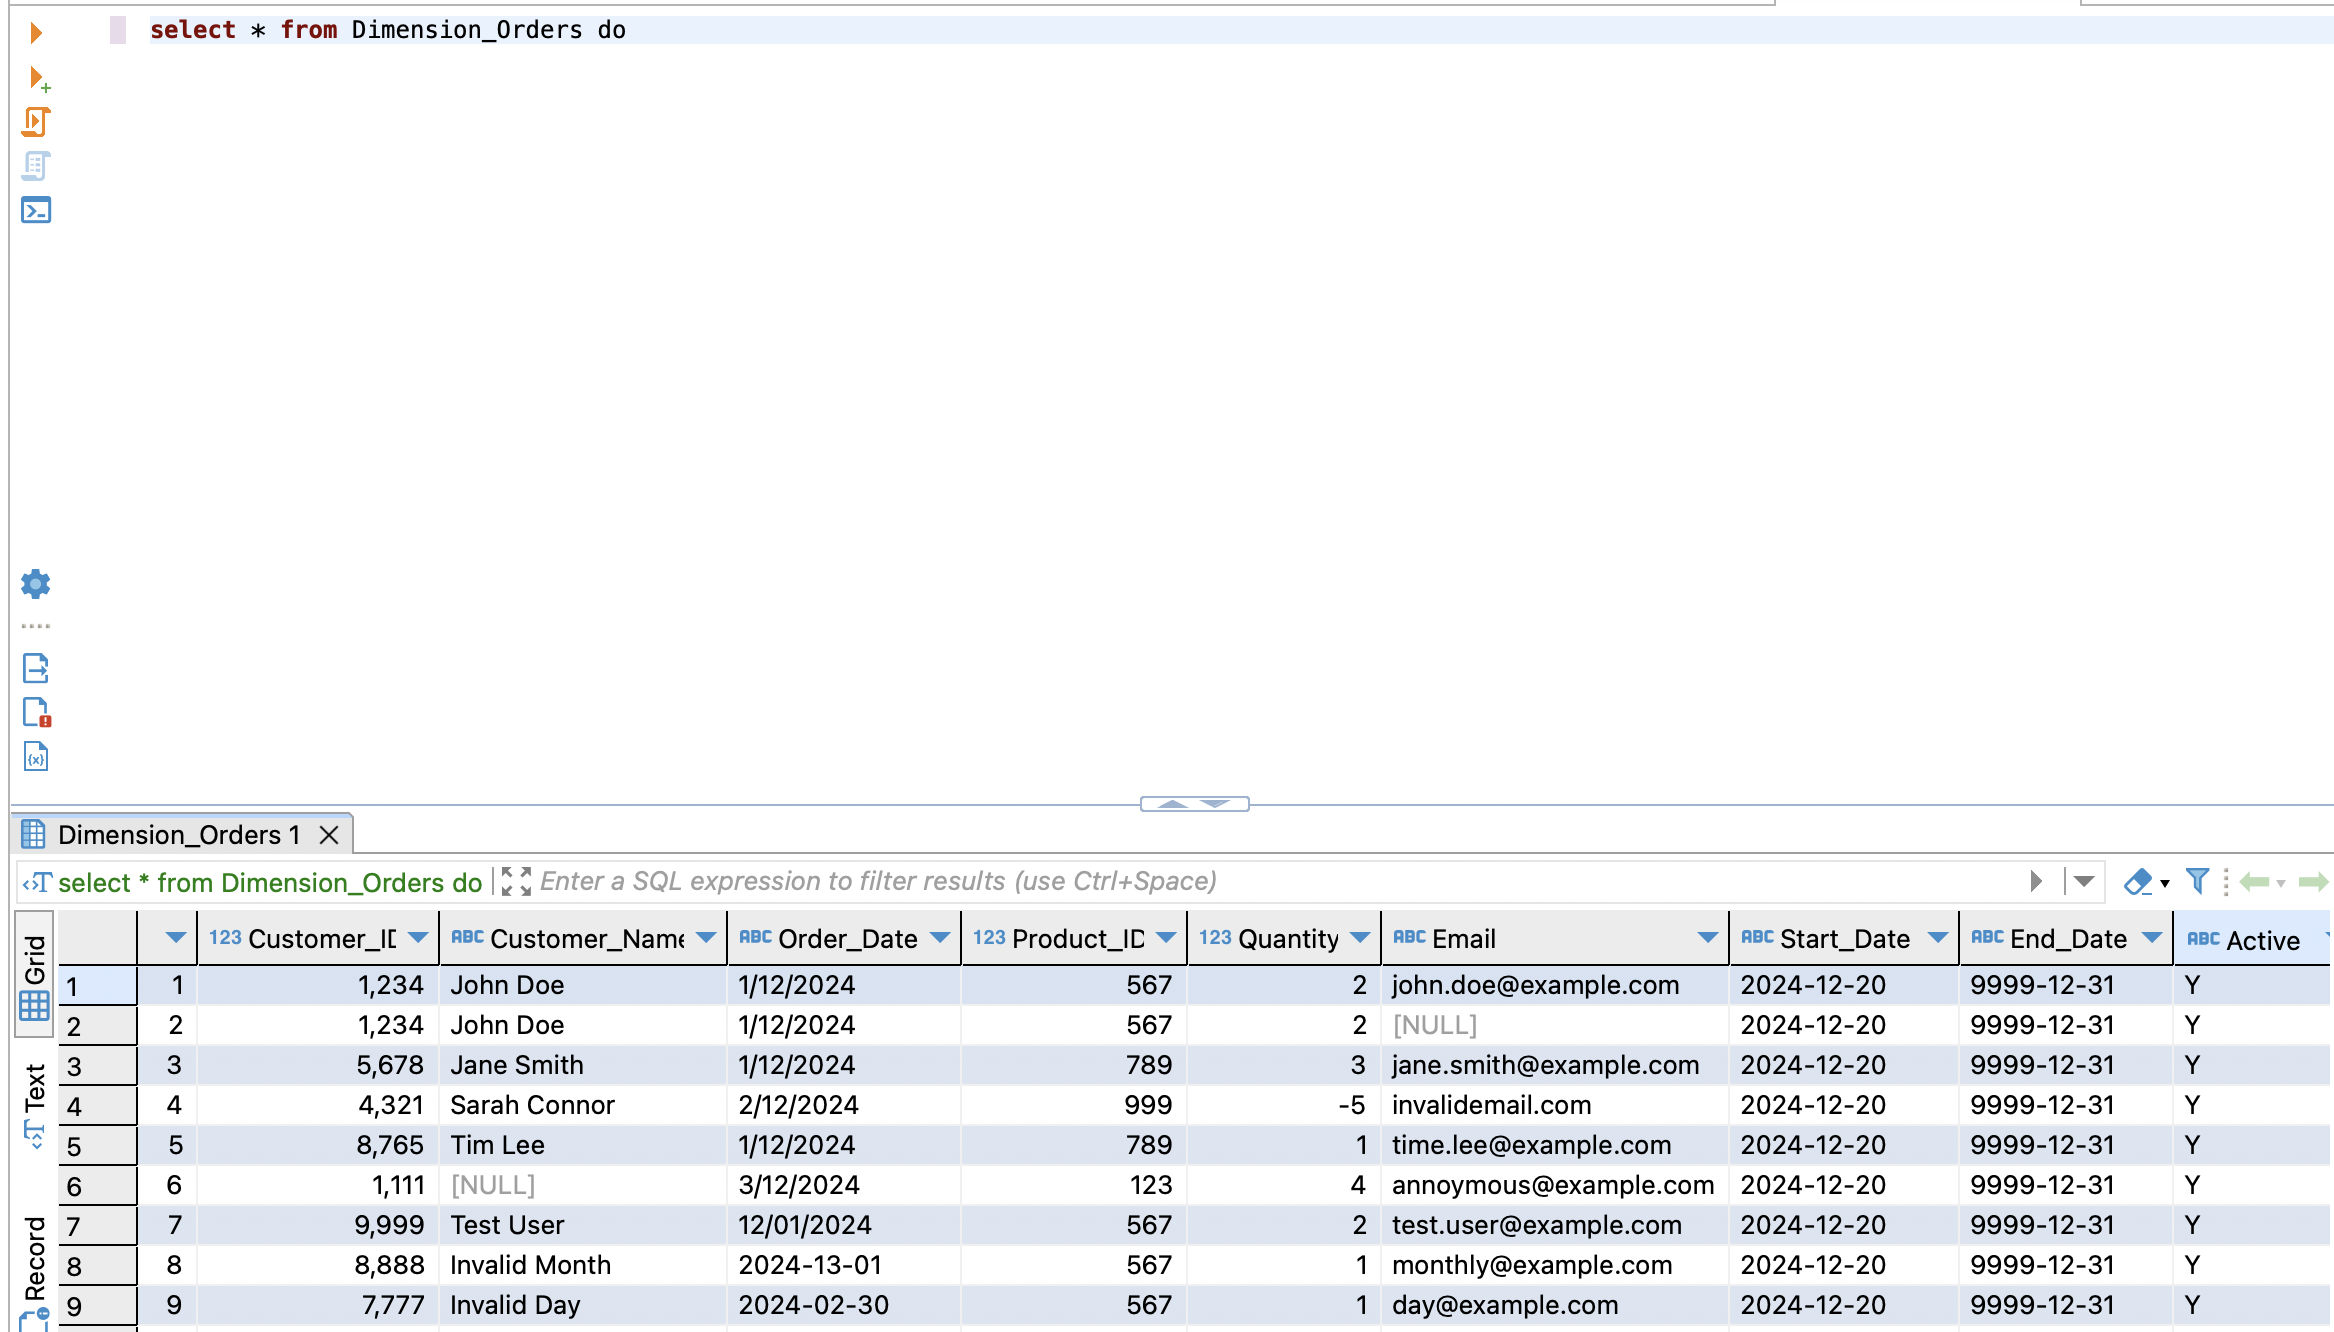 select * from Dimension_Orders do
Dimension_Orders 1
select * from Dimension_Orders do Enter a SQL expression to filter results (use Ctrl+Space)
Grid
Text
Record
123 Customer_ID ABC Customer_Name ABC Order_Date 123 Product_ID 123 Quantity ABC Email ABC Start_Date ABC End_Date ABC Active
1 1 1,234 John Doe 1/12/2024 567 2 john.doe@example.com 2024-12-20 9999-12-31 Y
2 2 1,234 John Doe 1/12/2024 567 2 [NULL] 2024-12-20 9999-12-31 Y
3 3 5,678 Jane Smith 1/12/2024 789 3 jane.smith@example.com 2024-12-20 9999-12-31 Y
4 4 4,321 Sarah Connor 2/12/2024 999 -5 invalidemail.com 2024-12-20 9999-12-31 Y
5 5 8,765 Tim Lee 1/12/2024 789 1 time.lee@example.com 2024-12-20 9999-12-31 Y
6 6 1,111 [NULL] 3/12/2024 123 4 annoymous@example.com 2024-12-20 9999-12-31 Y
7 7 9,999 Test User 12/01/2024 567 2 test.user@example.com 2024-12-20 9999-12-31 Y
8 8 8,888 Invalid Month 2024-13-01 567 1 monthly@example.com 2024-12-20 9999-12-31 Y
9 9 7,777 Invalid Day 2024-02-30 567 1 day@example.com 2024-12-20 9999-12-31 Y